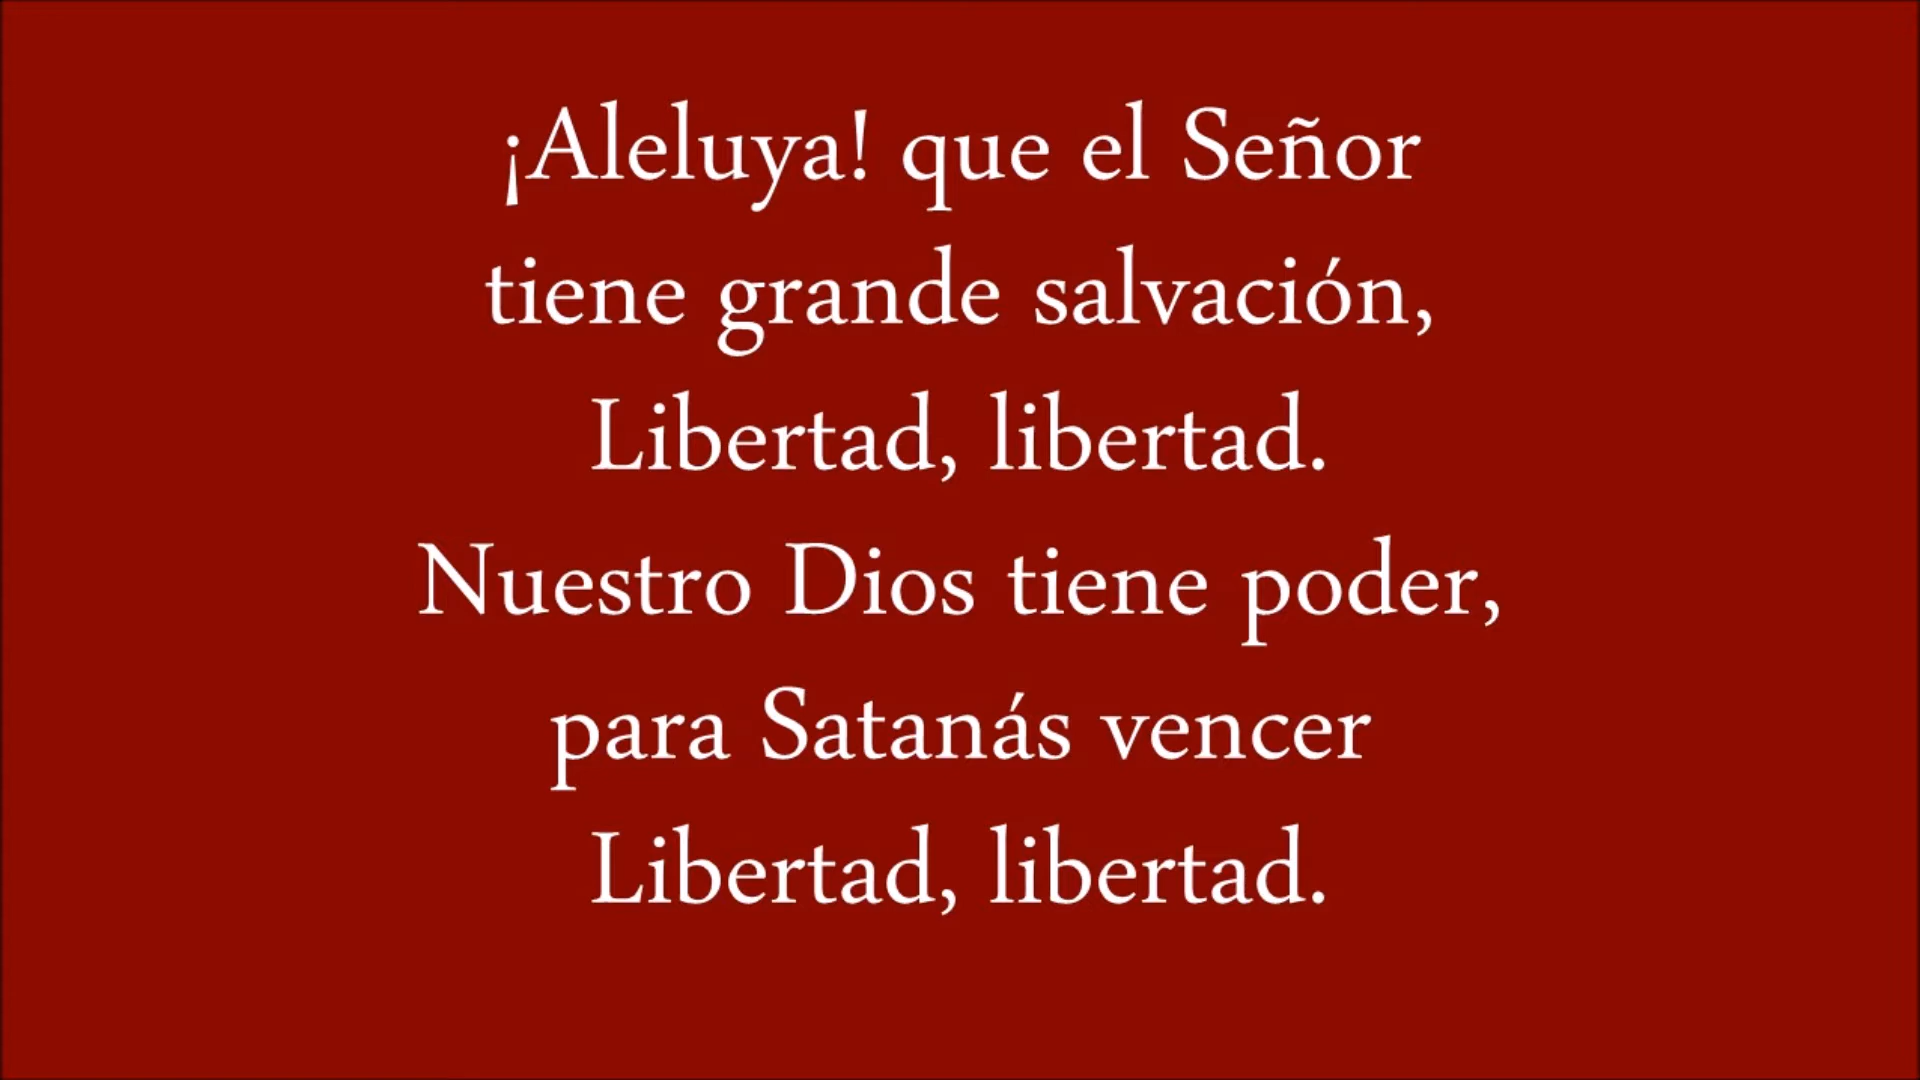 ¡Aleluya! que el Señor
tiene grande salvación,
Libertad, libertad.
Nuestro Dios tiene poder,
para Satanás vencer
Libertad, libertad.